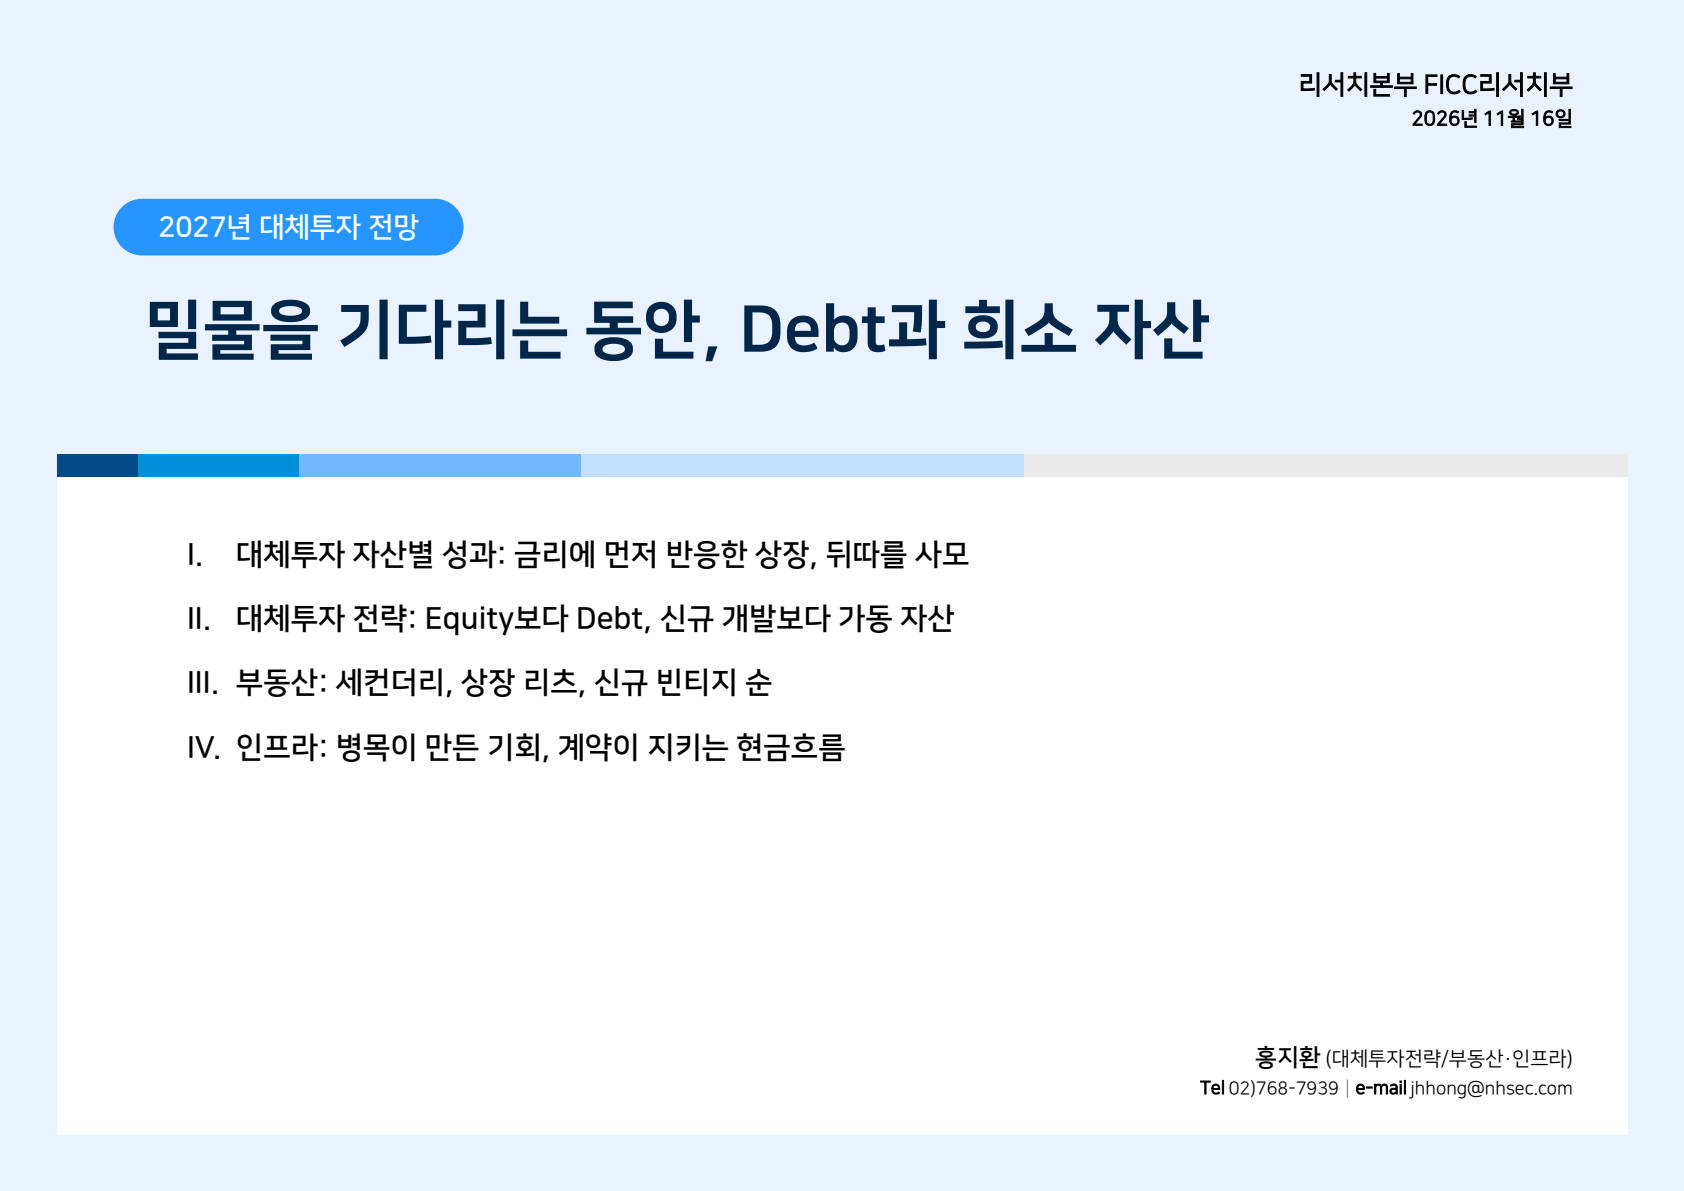 리서치본부 FICC리서치부
2026년 11월 16일
2027년 대체투자 전망
밀물을 기다리는 동안, Debt과 희소 자산
I. 대체투자 자산별 성과: 금리에 먼저 반응한 상장, 뒤따를 사모
II. 대체투자 전략: Equity보다 Debt, 신규 개발보다 가동 자산
III. 부동산: 세컨더리, 상장 리츠, 신규 빈티지 순
IV. 인프라: 병목이 만든 기회, 계약이 지키는 현금흐름
홍지환 (대체투자전략/부동산·인프라)
Tel 02)768-7939 | e-mail jhhong@nhsec.com